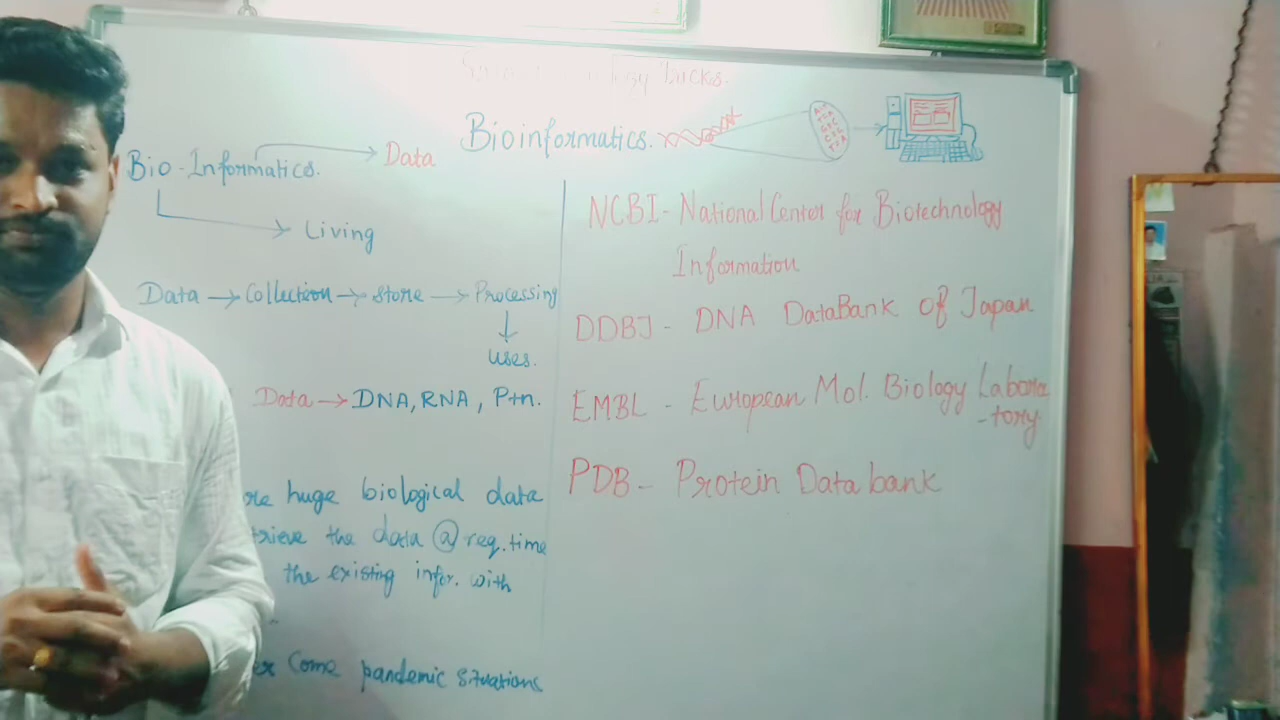 Bioinformatics.
Bio-Informatics. → Data
Living
Data → Collection → Store → Processing
uses.
Data → DNA, RNA, Ptn.
huge biological data
the data @ req. time
the existing infor. with
Come pandemic situations
NCBI - National Center for Biotechnology
Information
DDBJ - DNA DataBank Of Japan
EMBL - European Mol. Biology Labora
-tory.
PDB - Protein Data bank